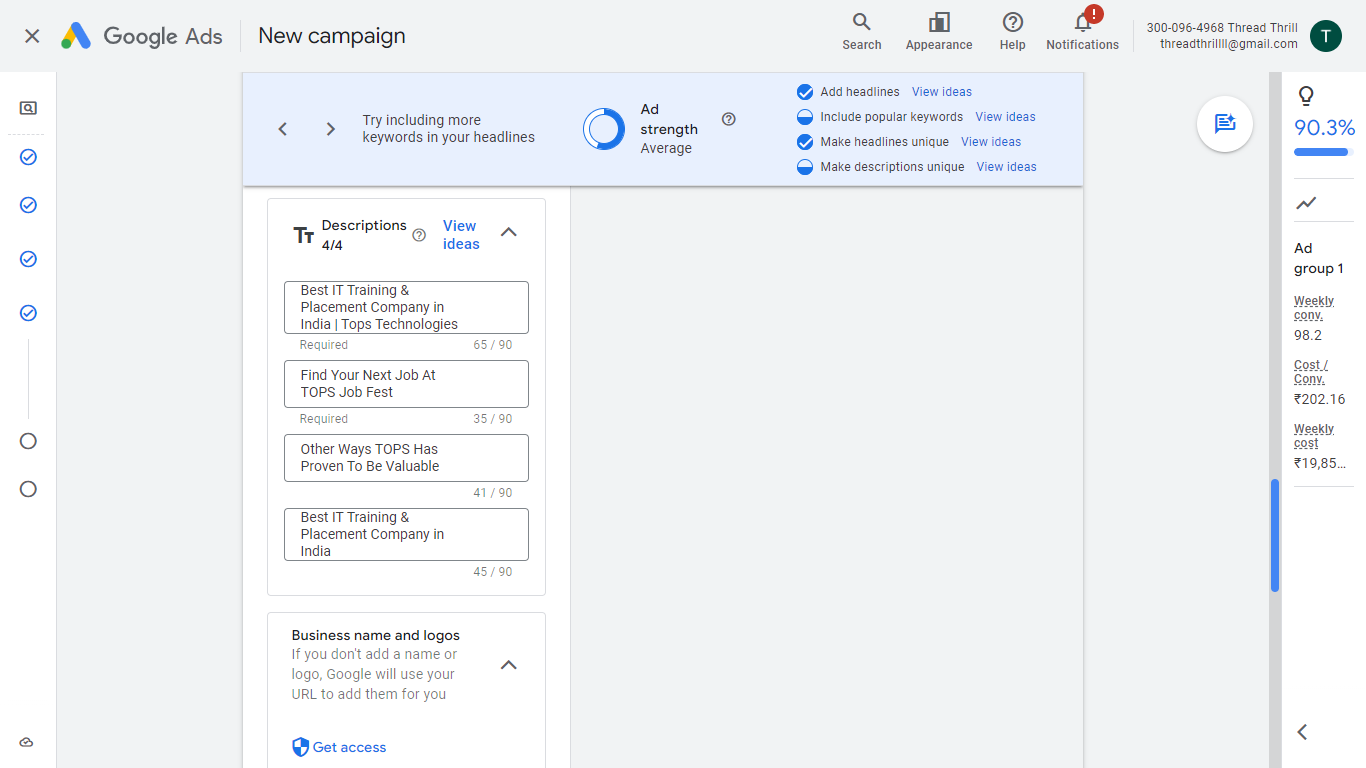 Google Ads
New campaign
Search
Appearance
Help
!
Notifications
300-096-4968 Thread Thrill
threadthrillll@gmail.com
T
Try including more
keywords in your headlines
Ad
strength
Average
Add headlines View ideas
Include popular keywords View ideas
Make headlines unique View ideas
Make descriptions unique View ideas
Tт Descriptions
4/4
View
ideas
Best IT Training &
Placement Company in
India | Tops Technologies
Required 65 / 90
Find Your Next Job At
TOPS Job Fest
Required 35 / 90
Other Ways TOPS Has
Proven To Be Valuable
41 / 90
Best IT Training &
Placement Company in
India
45 / 90
Business name and logos
If you don't add a name or
logo, Google will use your
URL to add them for you
Get access
90.3%
Ad
group 1
Weekly
conv.
98.2
Cost /
Conv.
₹202.16
Weekly
cost
₹19,85...